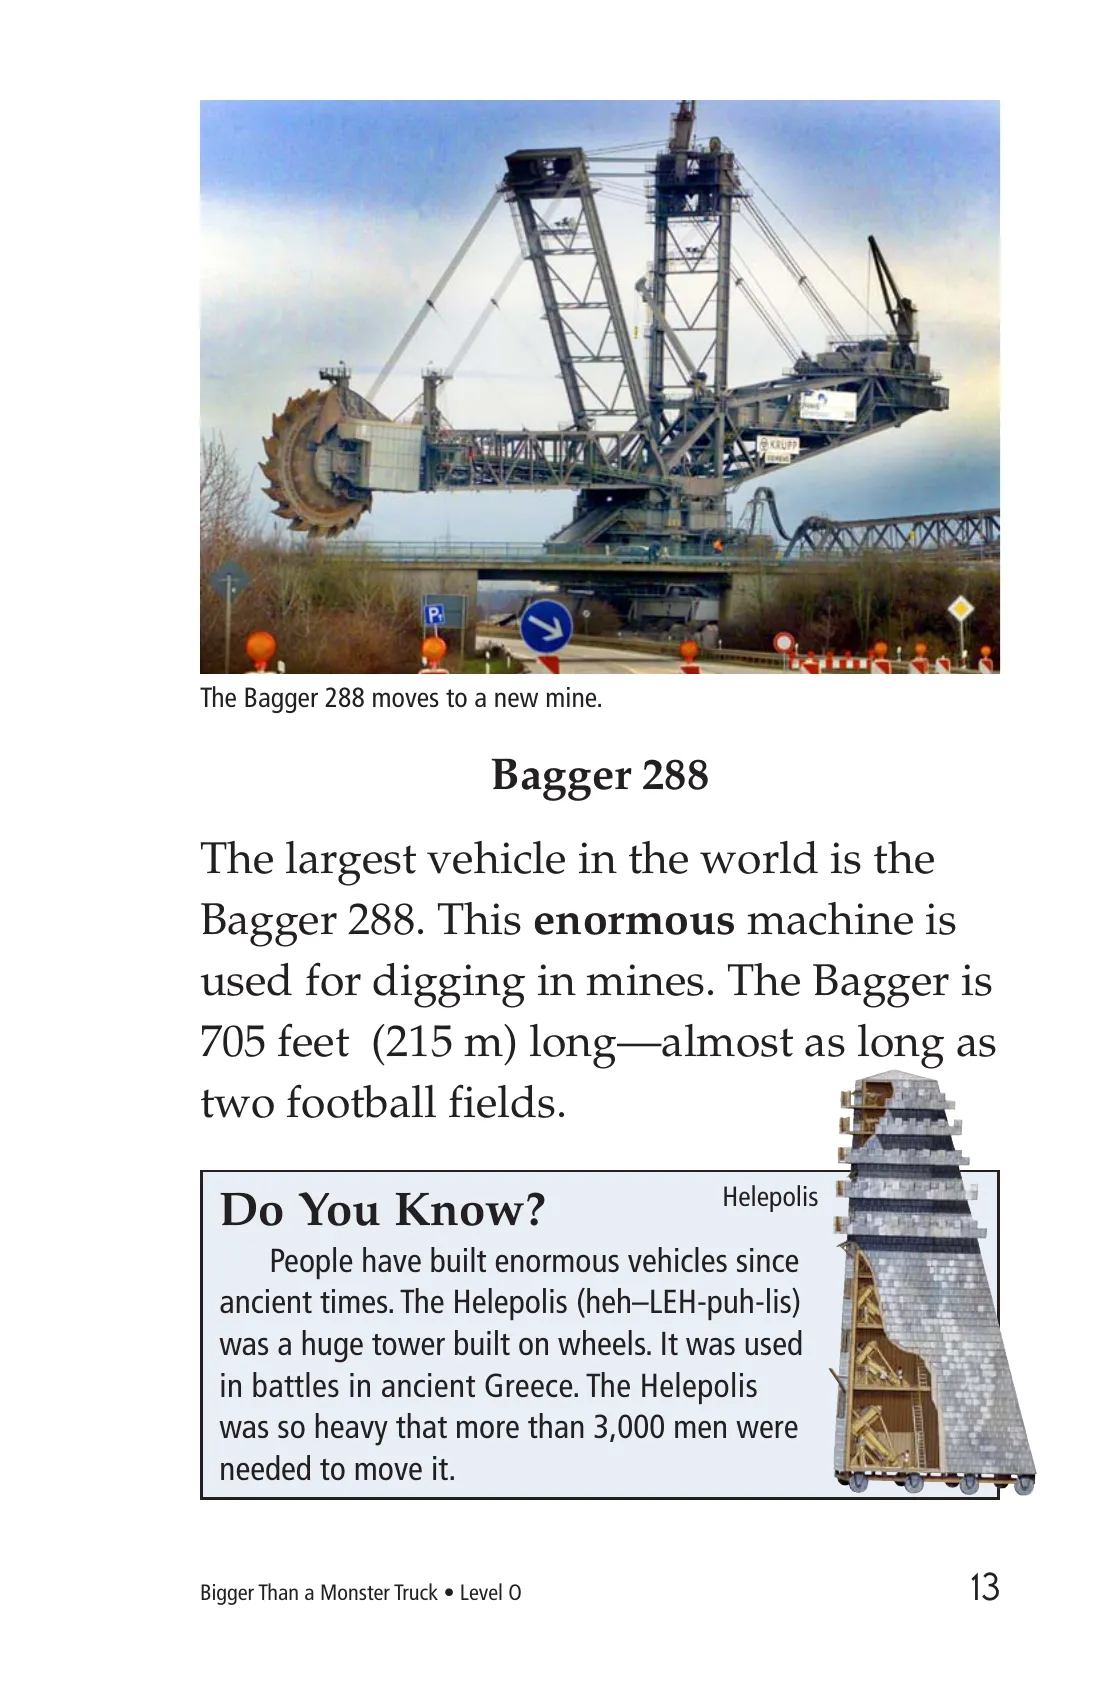 KRUPP
SIEMENS
288
P
The Bagger 288 moves to a new mine.
Bagger 288
The largest vehicle in the world is the
Bagger 288. This enormous machine is
used for digging in mines. The Bagger is
705 feet (215 m) long—almost as long as
two football fields.
Do You Know?
Helepolis
People have built enormous vehicles since
ancient times. The Helepolis (heh–LEH-puh-lis)
was a huge tower built on wheels. It was used
in battles in ancient Greece. The Helepolis
was so heavy that more than 3,000 men were
needed to move it.
Bigger Than a Monster Truck • Level O
13